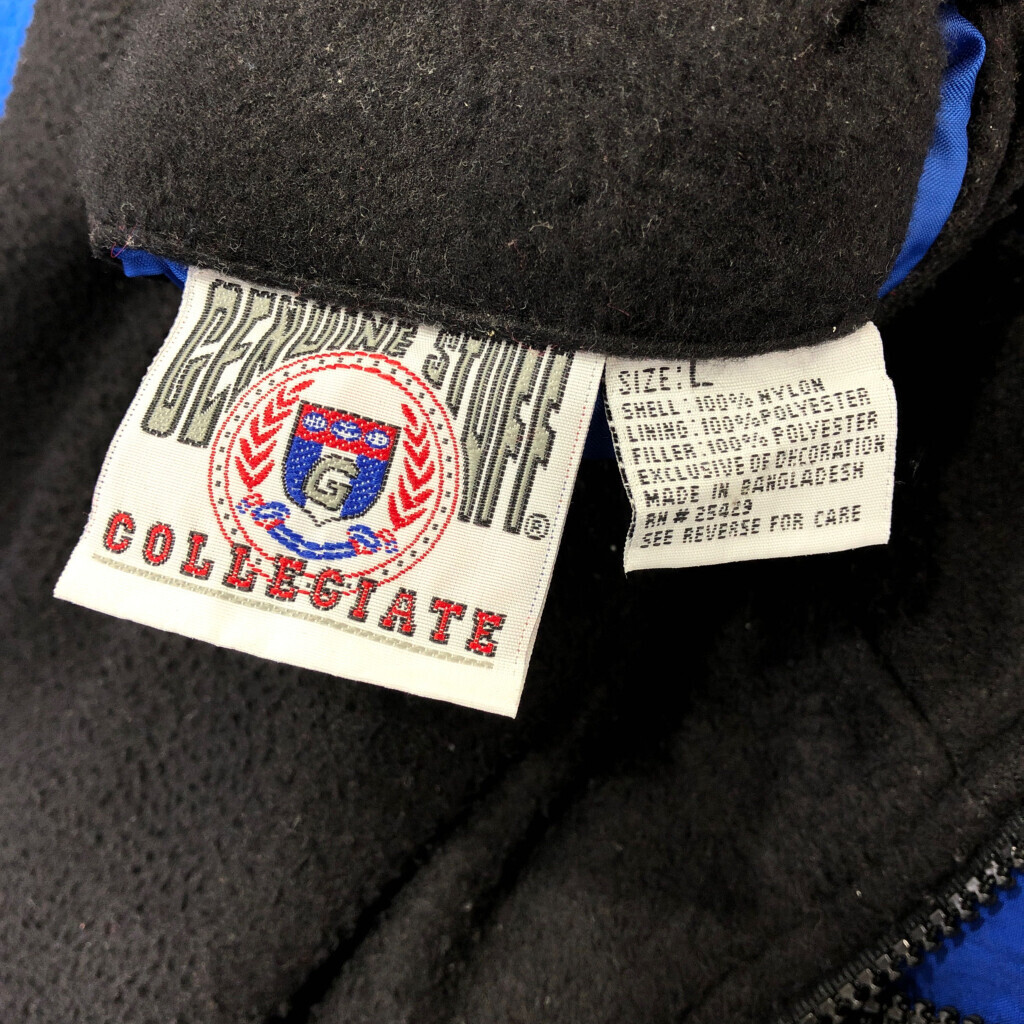 GENUINE STUFF
G
COLLEGIATE
®
SIZE: L
SHELL: 100% NYLON
LINING: 100% POLYESTER
FILLER: 100% POLYESTER
EXCLUSIVE OF DECORATION
MADE IN BANGLADESH
RN # 25429
SEE REVERSE FOR CARE